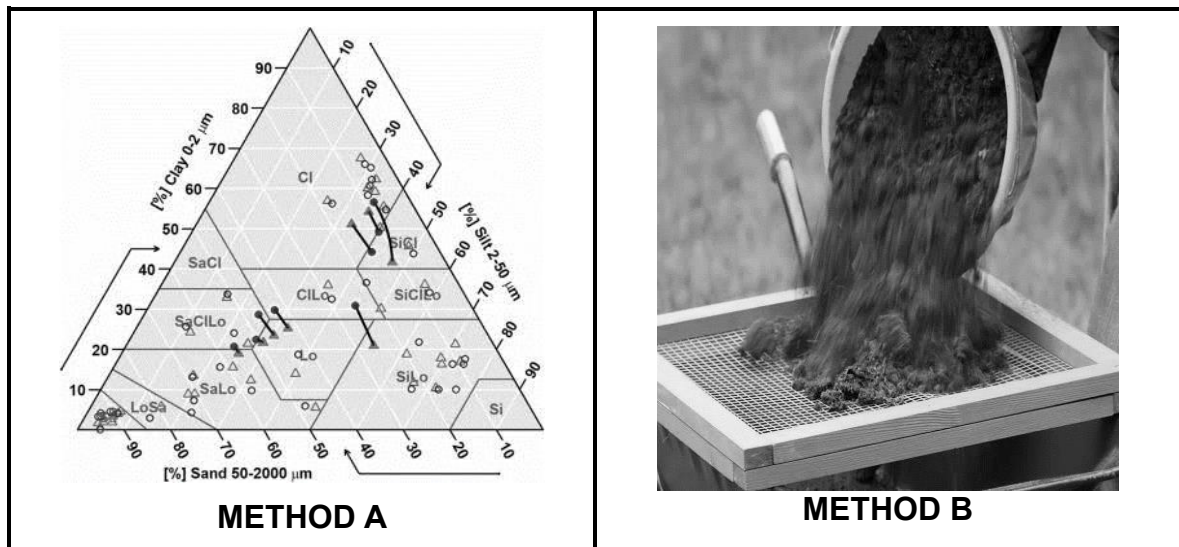 90
10
80
20
70
30
[%] Clay 0-2 μm
60
Cl
40
50
50
[%] Silt 2-50 μm
SiCl
40
SaCl
60
ClLo
SiClLo
30
70
SaClLo
20
80
L
SaLo
SiLo
10
90
LoSa
Si
90
80
70
60
50
40
30
20
10
[%] Sand 50-2000 μm
METHOD A
METHOD B